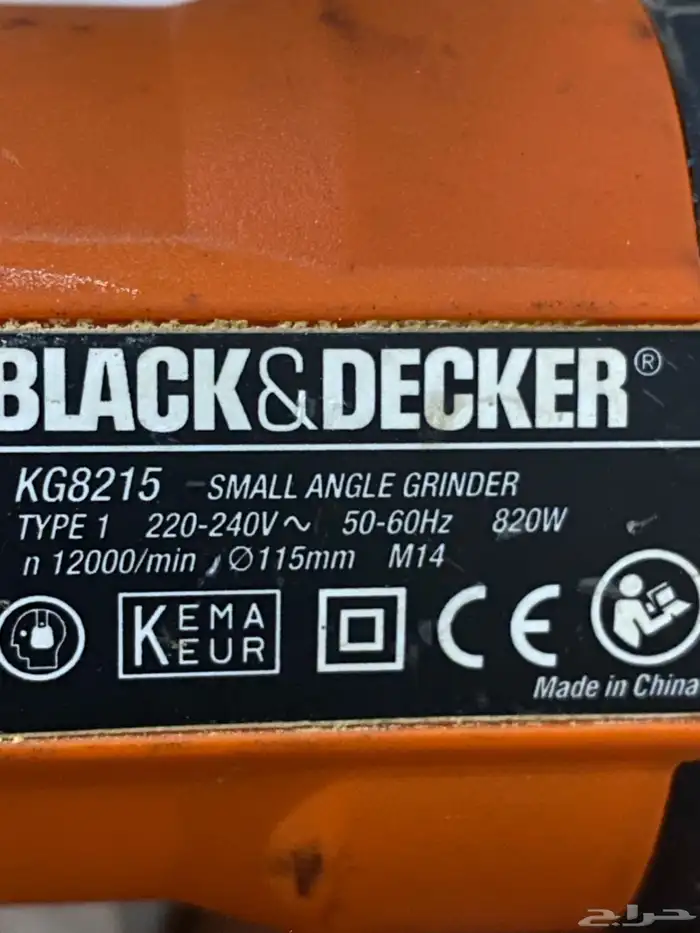 BLACK&DECKER®
KG8215 SMALL ANGLE GRINDER
TYPE 1 220-240V~ 50-60Hz 820W
n 12000/min Ø115mm M14
KEMA
KEUR
CE
Made in China
حراج